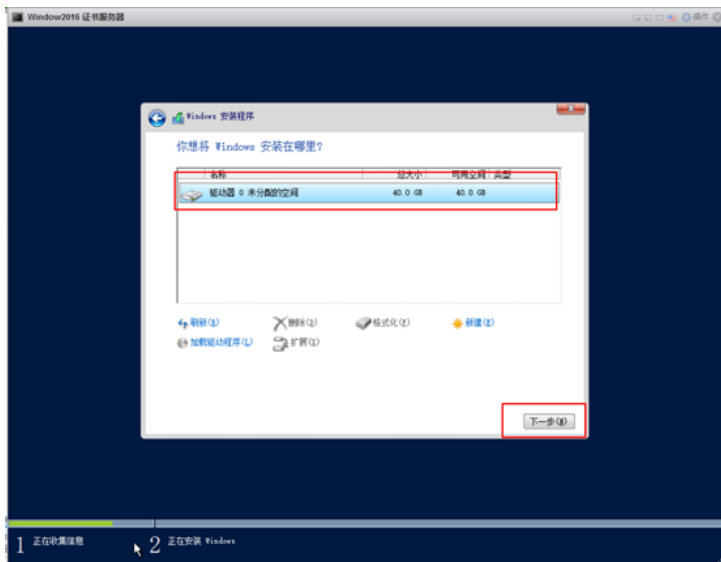 Window2016 证书服务器
操作
Windows 安装程序
你想将 Windows 安装在哪里?
名称 总大小 可用空间 类型
驱动器 0 未分配的空间 40.0 GB 40.0 GB
刷新(R) 删除(D) 格式化(F) 新建(E)
加载驱动程序(L) 扩展(X)
下一步(N)
1 正在收集信息 2 正在安装 Windows